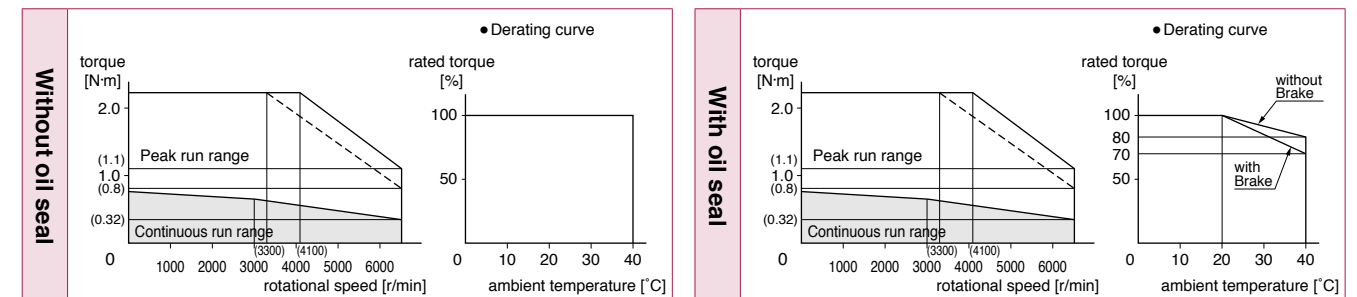 Without oil seal
torque
[N·m]
2.0
(1.1)
1.0
(0.8)
(0.32)
0
Peak run range
Continuous run range
(3300) (4100)
1000 2000 3000 4000 5000 6000
rotational speed [r/min]
● Derating curve
rated torque
[%]
100
50
0
10 20 30 40
ambient temperature [˚C]
With oil seal
torque
[N·m]
2.0
(1.1)
1.0
(0.8)
(0.32)
0
Peak run range
Continuous run range
(3300) (4100)
1000 2000 3000 4000 5000 6000
rotational speed [r/min]
● Derating curve
rated torque
[%]
without
Brake
100
80
70
50
with
Brake
0
10 20 30 40
ambient temperature [˚C]